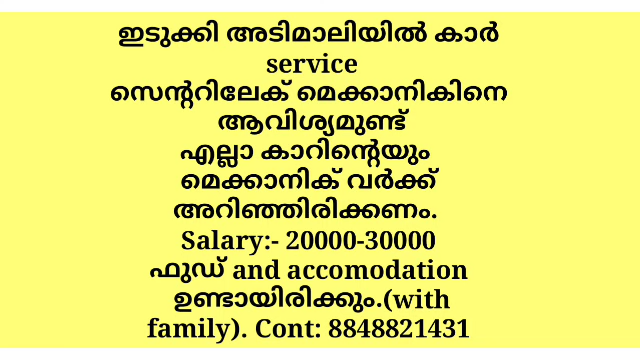 ഇടുക്കി അടിമാലിയിൽ കാർ
service
സെന്ററിലേക് മെക്കാനികിനെ
ആവിശ്യമുണ്ട്
എല്ലാ കാറിന്റെയും
മെക്കാനിക് വർക്ക്
അറിഞ്ഞിരിക്കണം.
Salary:- 20000-30000
ഫുഡ് and accomodation
ഉണ്ടായിരിക്കും.(with
family). Cont: 8848821431